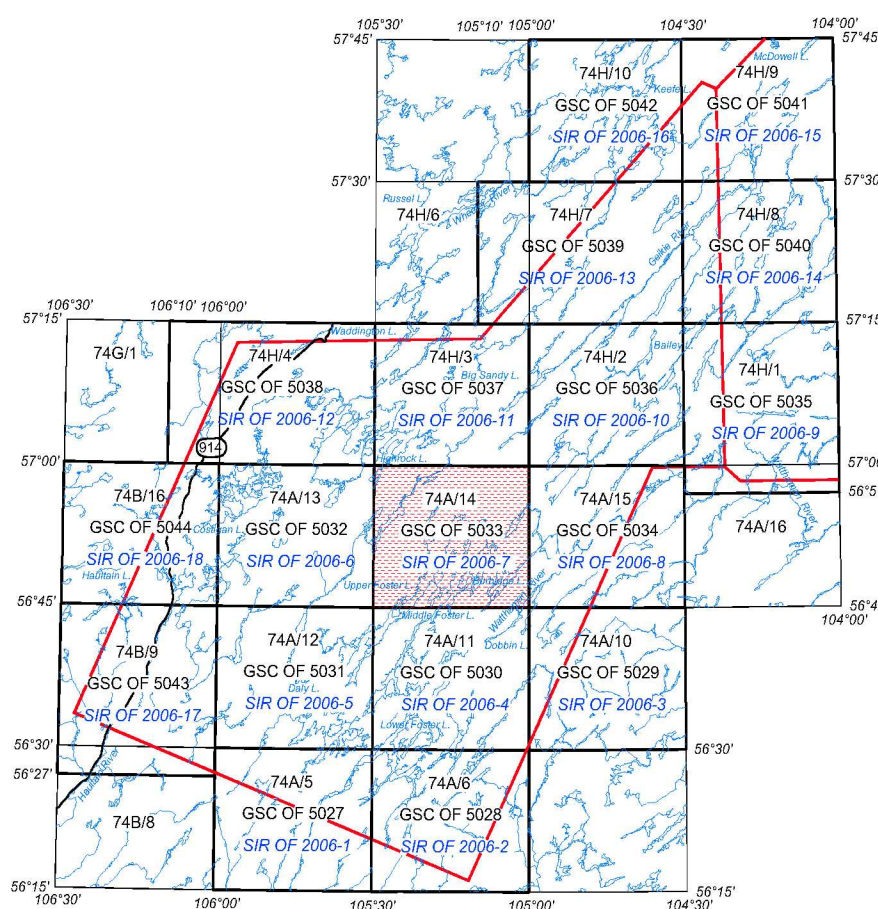 105°30' 105°10' 105°00' 104°30' 104°00'
57°45' 57°45'
McDowell L.
74H/10 74H/9
Keefe L.
GSC OF 5042 GSC OF 5041
SIR OF 2006-16 SIR OF 2006-15
57°30' 57°30'
Russel L.
Wheeler River
74H/6 74H/7 74H/8
GSC OF 5039 GSC OF 5040
SIR OF 2006-13 SIR OF 2006-14
106°30' 106°10' 106°00'
57°15' 57°15'
Waddington L.
74G/1 74H/4 74H/3 74H/2 74H/1
Bailey L.
Big Sandy L.
GSC OF 5038 GSC OF 5037 GSC OF 5036 GSC OF 5035
SIR OF 2006-12 SIR OF 2006-11 SIR OF 2006-10 SIR OF 2006-9
914
Highrock L.
57°00' 57°00'
74B/16 74A/13 74A/14 74A/15 74A/16
GSC OF 5044 GSC OF 5032 GSC OF 5033 GSC OF 5034
Costigan L.
SIR OF 2006-18 SIR OF 2006-6 SIR OF 2006-7 SIR OF 2006-8
Haultain L.
Upper Foster L.
56°45'
104°00'
Middle Foster L.
74B/9 74A/12 74A/11 74A/10
Dobbin L.
GSC OF 5043 GSC OF 5031 GSC OF 5030 GSC OF 5029
Daly L.
SIR OF 2006-17 SIR OF 2006-5 SIR OF 2006-4 SIR OF 2006-3
Lower Foster L.
56°30' 56°30'
56°27'
Haultain River
74B/8 74A/5 74A/6
GSC OF 5027 GSC OF 5028
SIR OF 2006-1 SIR OF 2006-2
56°15' 56°15'
106°30' 106°00' 105°30' 105°00' 104°30'